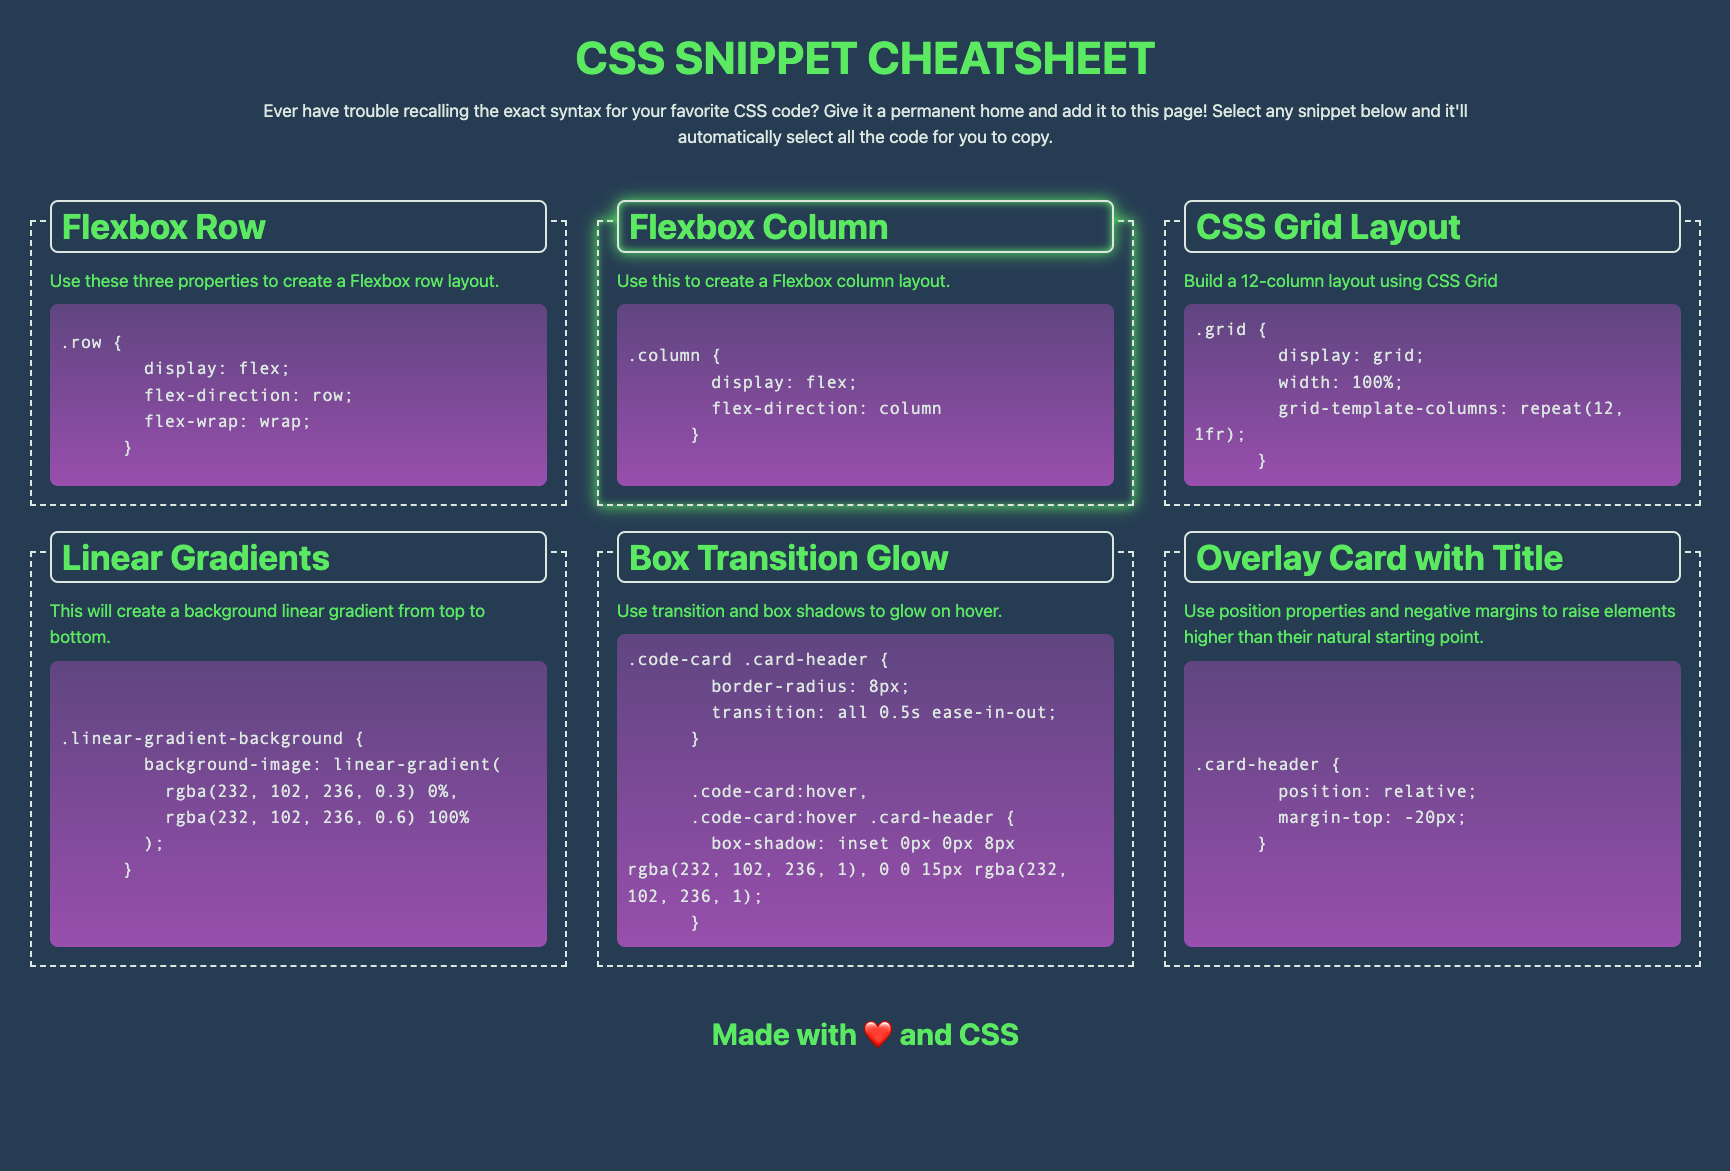 CSS SNIPPET CHEATSHEET
Ever have trouble recalling the exact syntax for your favorite CSS code? Give it a permanent home and add it to this page! Select any snippet below and it'll
automatically select all the code for you to copy.
Flexbox Row
Use these three properties to create a Flexbox row layout.
.row {
display: flex;
flex-direction: row;
flex-wrap: wrap;
}
Flexbox Column
Use this to create a Flexbox column layout.
.column {
display: flex;
flex-direction: column
}
CSS Grid Layout
Build a 12-column layout using CSS Grid
.grid {
display: grid;
width: 100%;
grid-template-columns: repeat(12,
1fr);
}
Linear Gradients
This will create a background linear gradient from top to
bottom.
.linear-gradient-background {
background-image: linear-gradient(
rgba(232, 102, 236, 0.3) 0%,
rgba(232, 102, 236, 0.6) 100%
);
}
Box Transition Glow
Use transition and box shadows to glow on hover.
.code-card .card-header {
border-radius: 8px;
transition: all 0.5s ease-in-out;
}
.code-card:hover,
.code-card:hover .card-header {
box-shadow: inset 0px 0px 8px
rgba(232, 102, 236, 1), 0 0 15px rgba(232,
102, 236, 1);
}
Overlay Card with Title
Use position properties and negative margins to raise elements
higher than their natural starting point.
.card-header {
position: relative;
margin-top: -20px;
}
Made with ❤️ and CSS